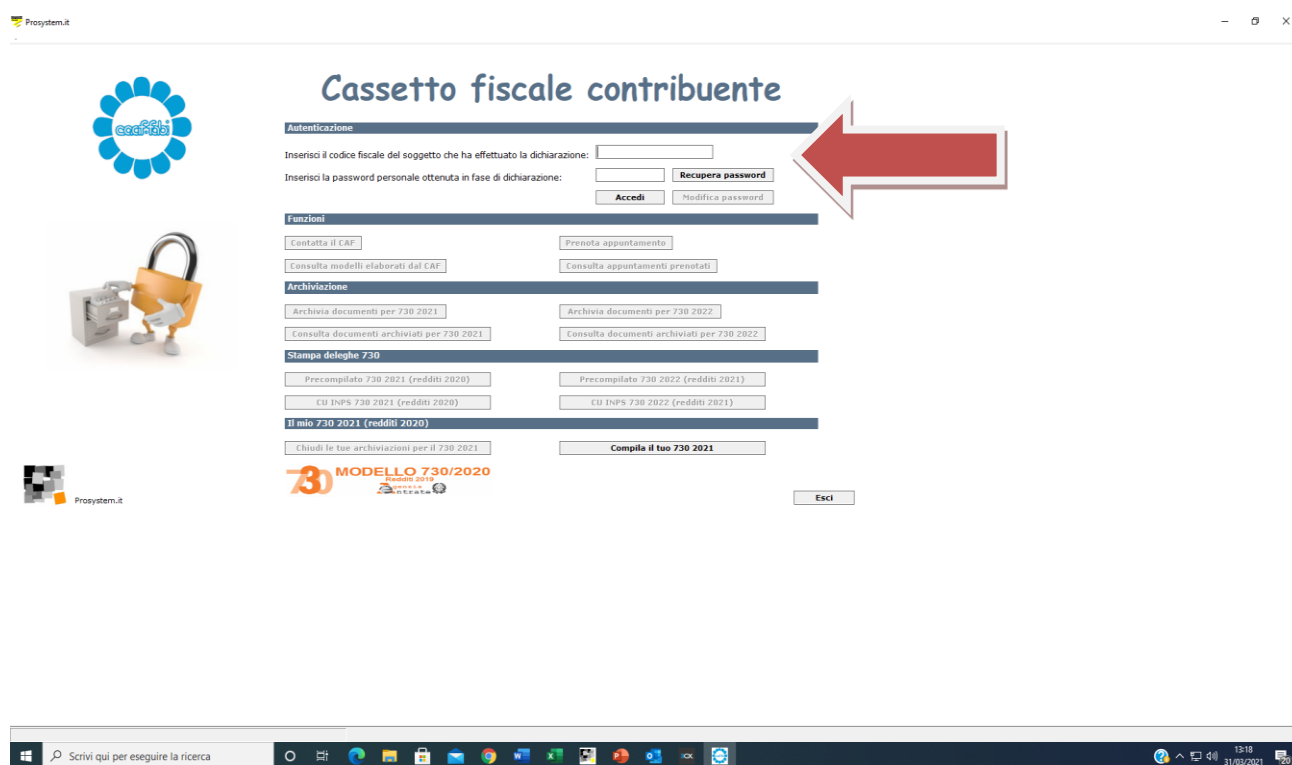 Prosystem.it
Cassetto fiscale contribuente
caaffabi
Autenticazione
Inserisci il codice fiscale del soggetto che ha effettuato la dichiarazione:
Inserisci la password personale ottenuta in fase di dichiarazione:
Recupera password
Accedi
Modifica password
Funzioni
Contatta il CAF
Prenota appuntamento
Consulta modelli elaborati dal CAF
Consulta appuntamenti prenotati
Archiviazione
Archivia documenti per 730 2021
Archivia documenti per 730 2022
Consulta documenti archiviati per 730 2021
Consulta documenti archiviati per 730 2022
Stampa deleghe 730
Precompilato 730 2021 (redditi 2020)
Precompilato 730 2022 (redditi 2021)
CU INPS 730 2021 (redditi 2020)
CU INPS 730 2022 (redditi 2021)
Il mio 730 2021 (redditi 2020)
Chiudi le tue archiviazioni per il 730 2021
Compila il tuo 730 2021
730 MODELLO 730/2020
Redditi 2019
agenzia
entrate
Prosystem.it
Esci
Scrivi qui per eseguire la ricerca
13:18
31/03/2021
20